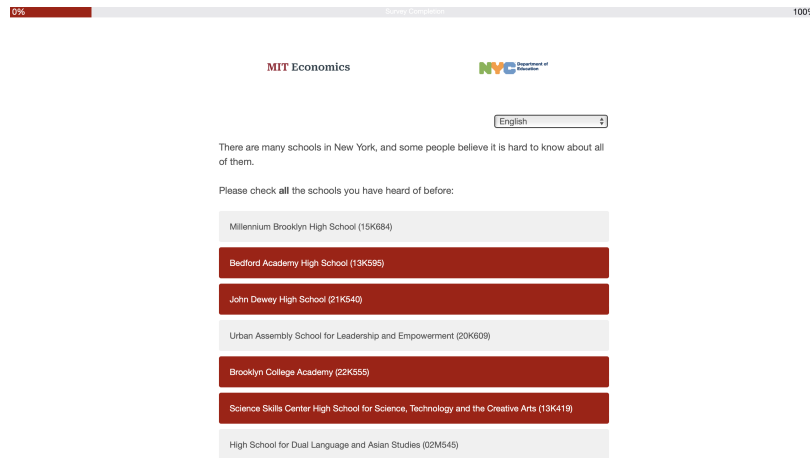 0%
Survey Completion
100%
MIT Economics
NYC Department of
Education
English
There are many schools in New York, and some people believe it is hard to know about all
of them.
Please check all the schools you have heard of before:
Millennium Brooklyn High School (15K684)
Bedford Academy High School (13K595)
John Dewey High School (21K540)
Urban Assembly School for Leadership and Empowerment (20K609)
Brooklyn College Academy (22K555)
Science Skills Center High School for Science, Technology and the Creative Arts (13K419)
High School for Dual Language and Asian Studies (02M545)